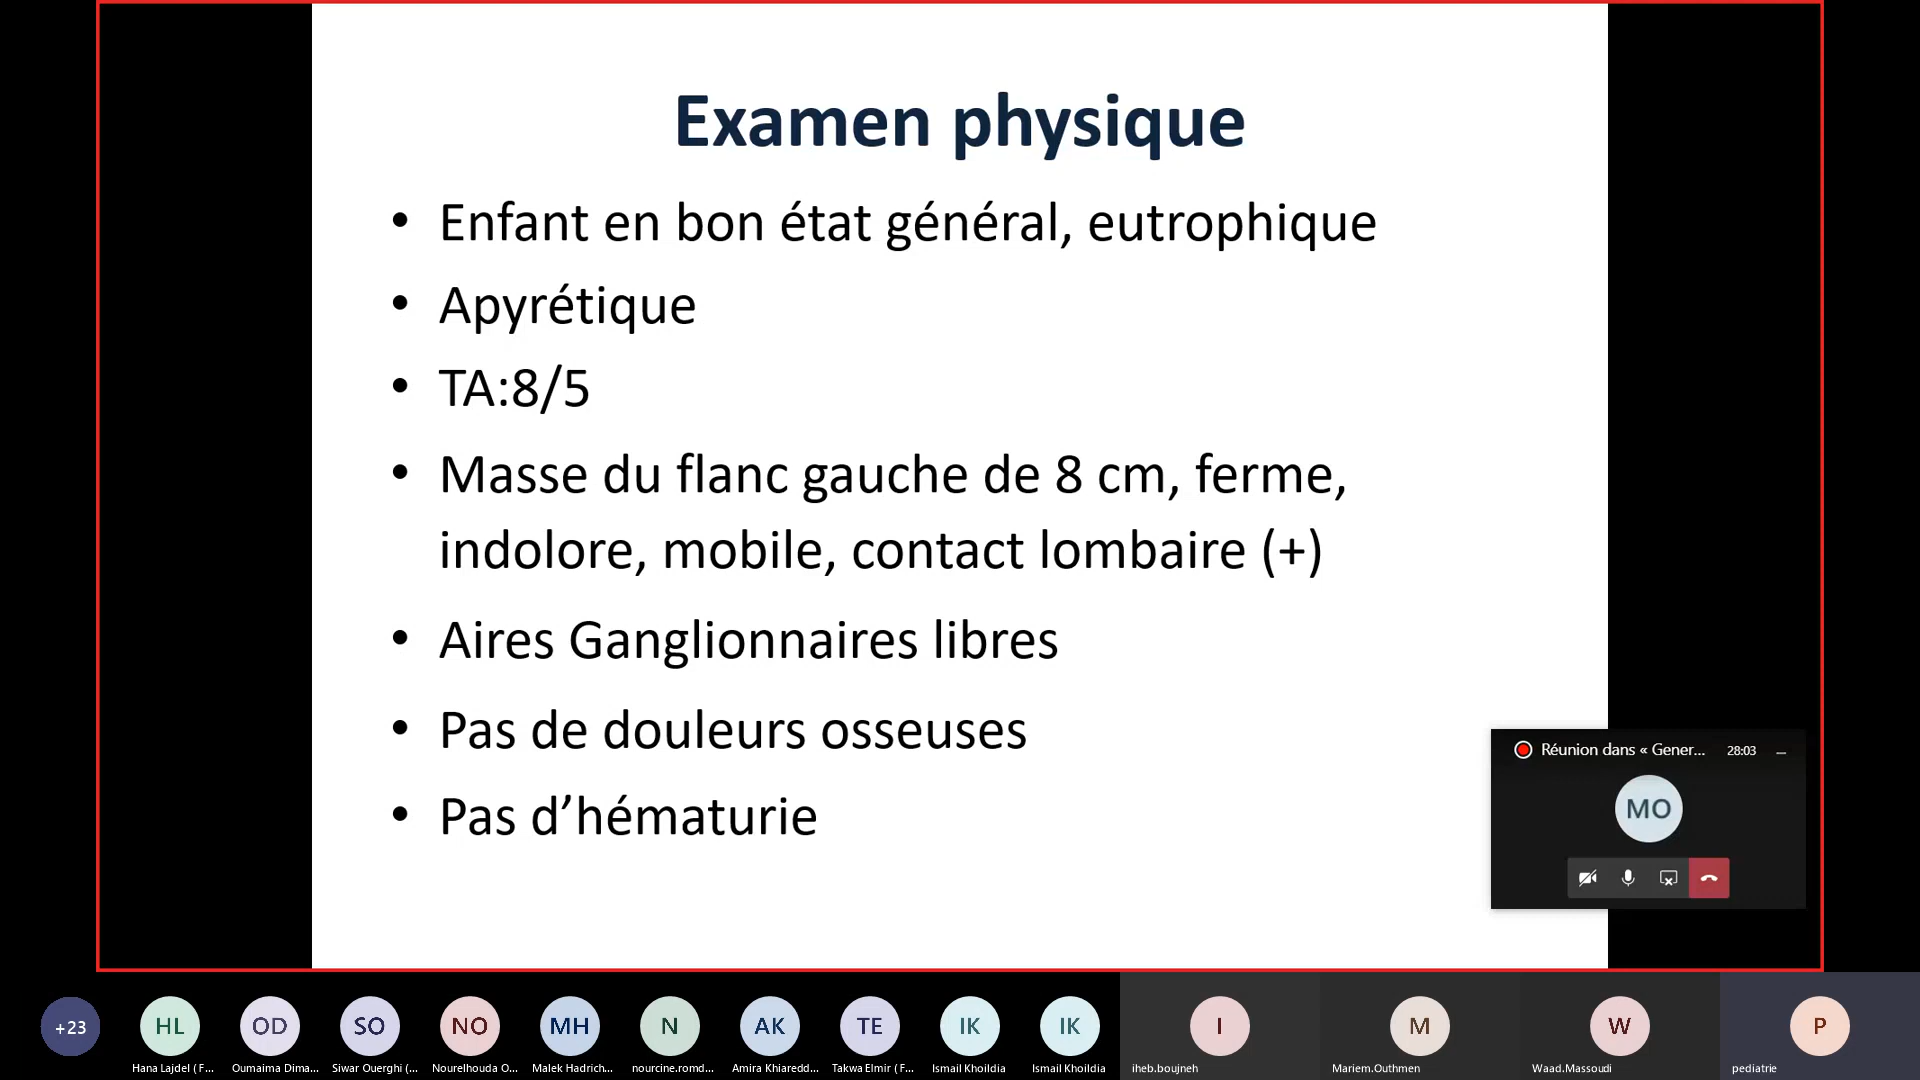 Examen physique
• Enfant en bon état général, eutrophique
• Apyrétique
• TA:8/5
• Masse du flanc gauche de 8 cm, ferme,
indolore, mobile, contact lombaire (+)
• Aires Ganglionnaires libres
• Pas de douleurs osseuses
• Pas d’hématurie
Réunion dans « Gener... 28:03
MO
+23 HL OD SO NO MH N AK TE IK IK I M W P
Hana Lajdel ( F... Oumaima Dima... Siwar Ouerghi (... Nourelhouda O... Malek Hadrich... nourcine.romd... Amira Khiaredd... Takwa Elmir ( F... Ismail Khoildia Ismail Khoildia iheb.boujneh Mariem.Outhmen Waad.Massoudi pediatrie